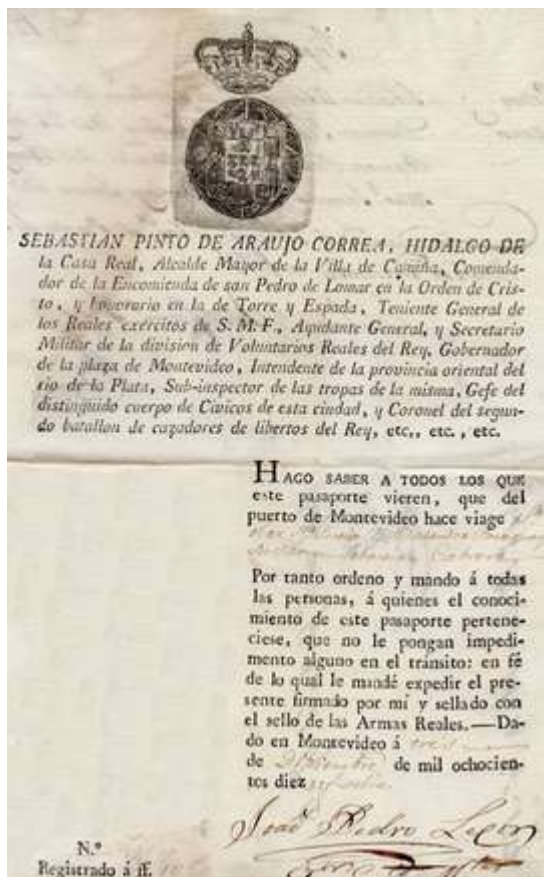 SEBASTIAN PINTO DE ARAUJO CORREA, HIDALGO DE
la Casa Real, Alcalde Mayor de la Villa de Camiña, Comenda-
dor de la Encomienda de san Pedro de Lomar en la Orden de Cris-
to, y honorario en la de Torre y Espada, Teniente General de
los Reales exércitos de S. M. F., Ayudante General, y Secretario
Militar de la division de Voluntarios Reales del Rey, Gobernador
de la plaza de Montevideo, Intendente de la provincia oriental del
rio de la Plata, Sub-inspector de las tropas de la misma, Gefe del
distinguido cuerpo de Cívicos de esta ciudad, y Coronel del segun-
do batallon de cazadores de libertos del Rey, etc., etc., etc.
HAGO SABER A TODOS LOS QUE
este pasaporte vieren, que del
puerto de Montevideo hace viage
Por tanto ordeno y mando á todas
las personas, á quienes el conoci-
miento de este pasaporte pertene-
ciese, que no le pongan impedi-
mento alguno en el tránsito: en fé
de lo qual le mandé expedir el pre-
sente firmado por mí y sellado con
el sello de las Armas Reales.—Da-
do en Montevideo á
de de mil ochocien-
tos diez
Pedro
N.º
Registrado á ff.